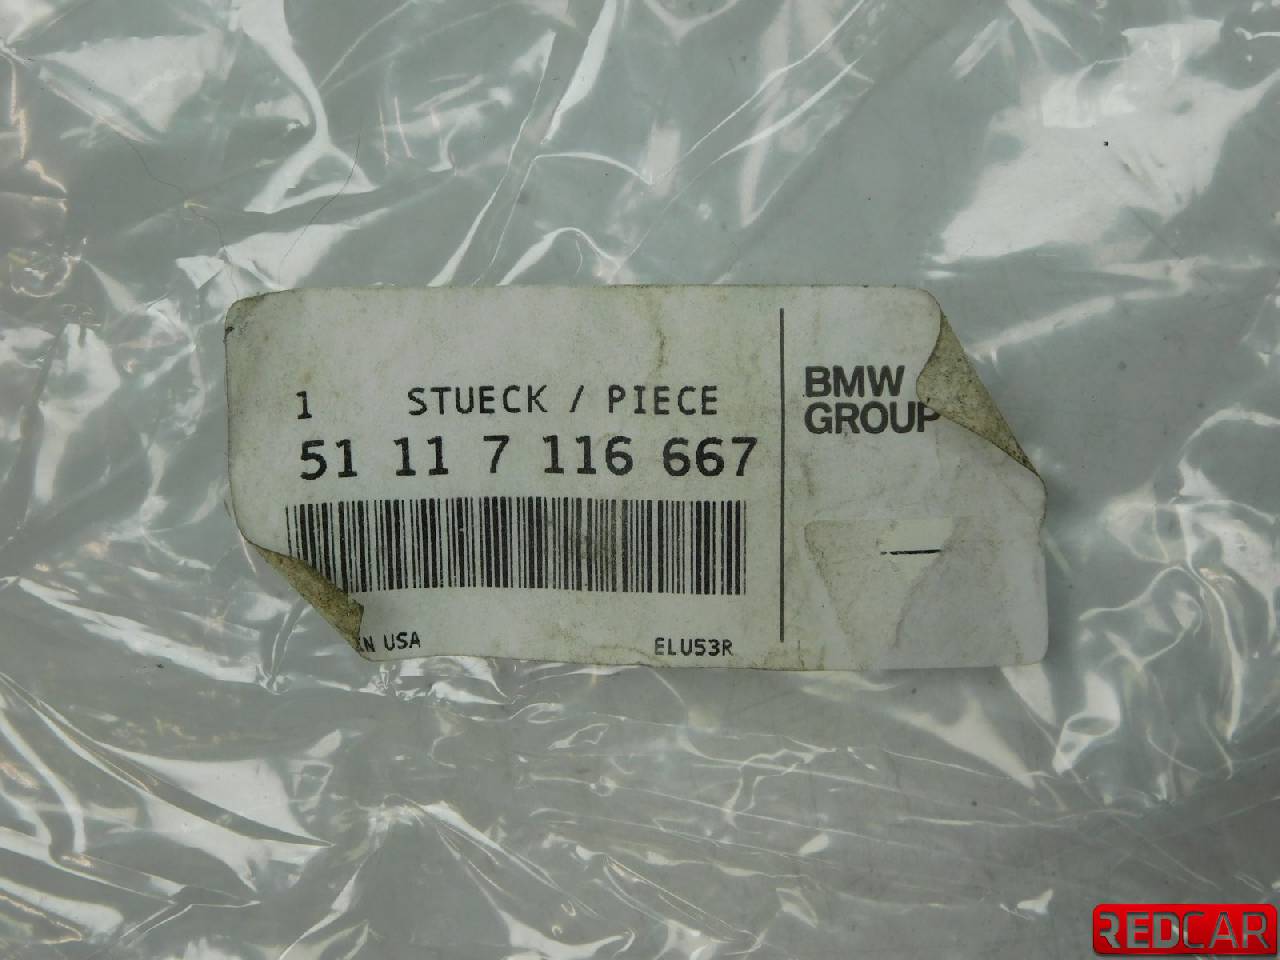 1 STUECK / PIECE
51 11 7 116 667
USA
ELU53R
BMW
GROUP
REDCAR